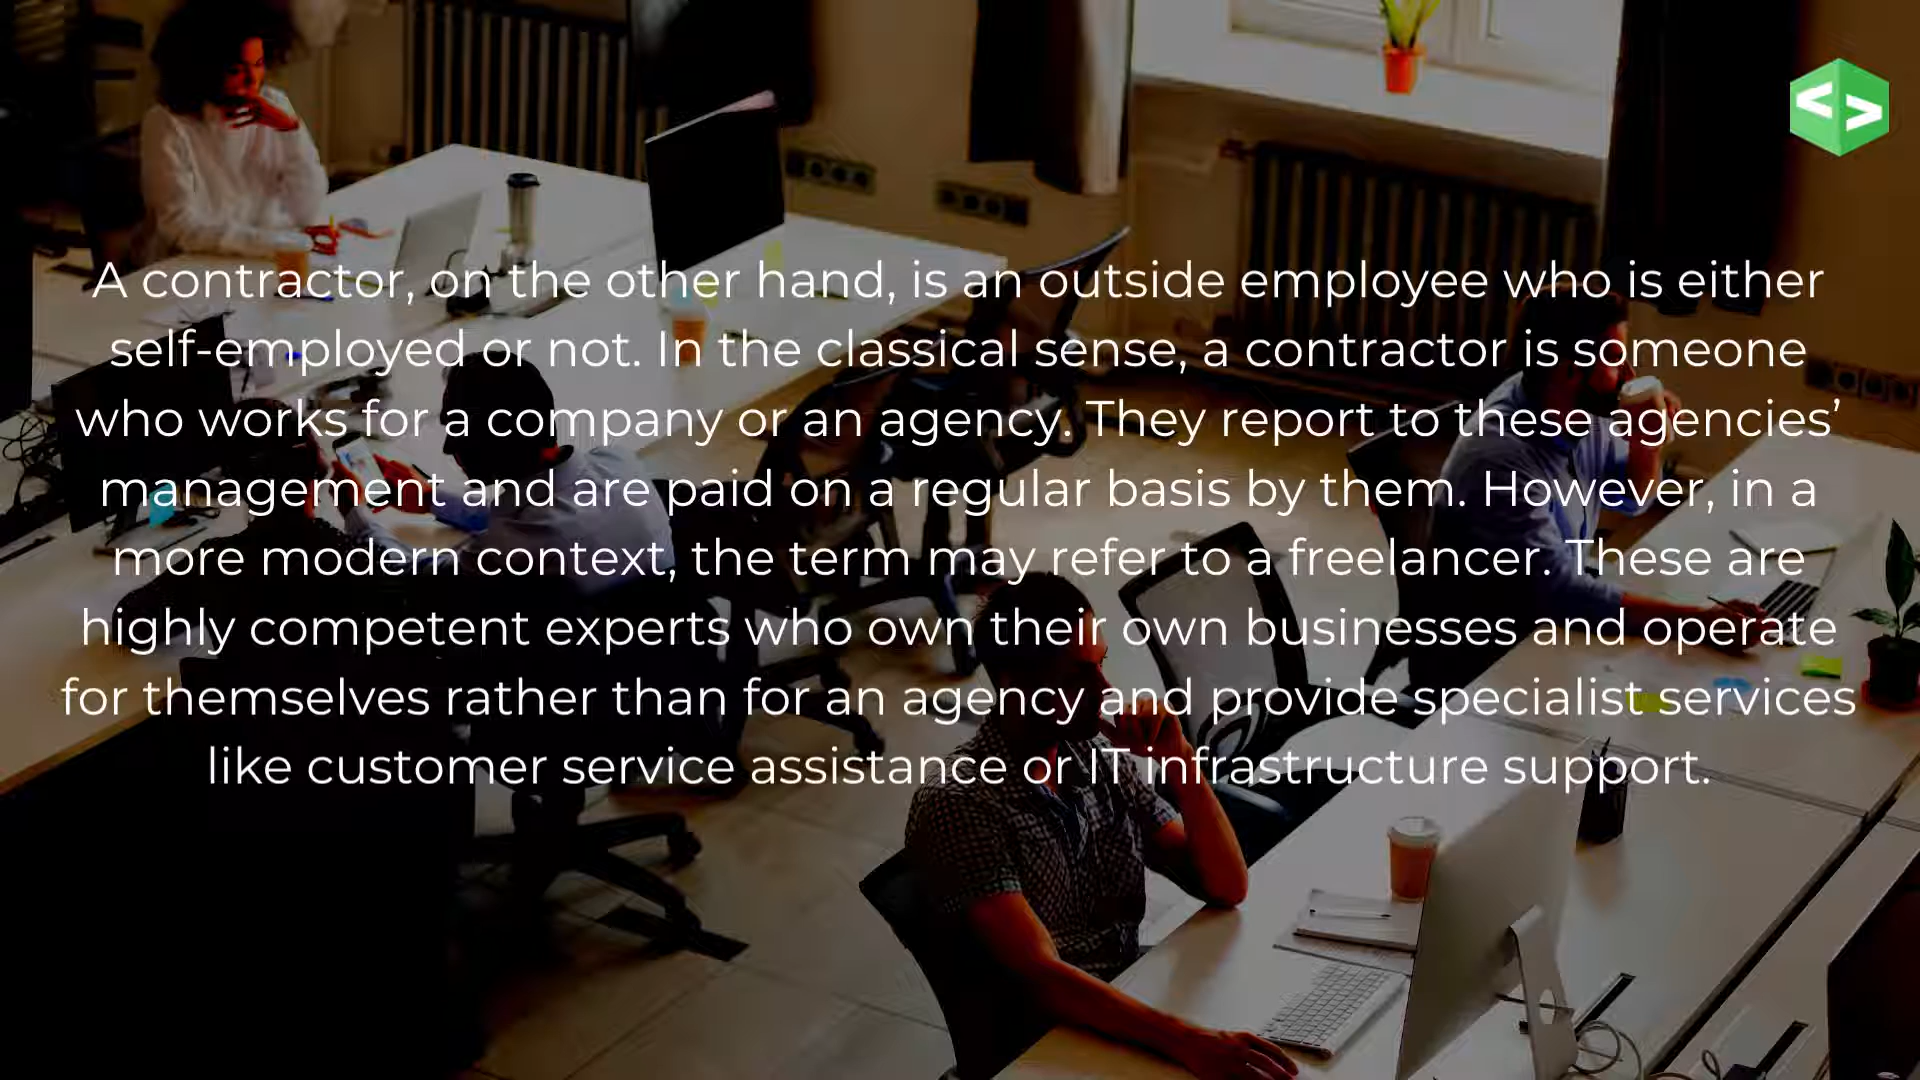 A contractor, on the other hand, is an outside employee who is either
self-employed or not. In the classical sense, a contractor is someone
who works for a company or an agency. They report to these agencies’
management and are paid on a regular basis by them. However, in a
more modern context, the term may refer to a freelancer. These are
highly competent experts who own their own businesses and operate
for themselves rather than for an agency and provide specialist services
like customer service assistance or IT infrastructure support.